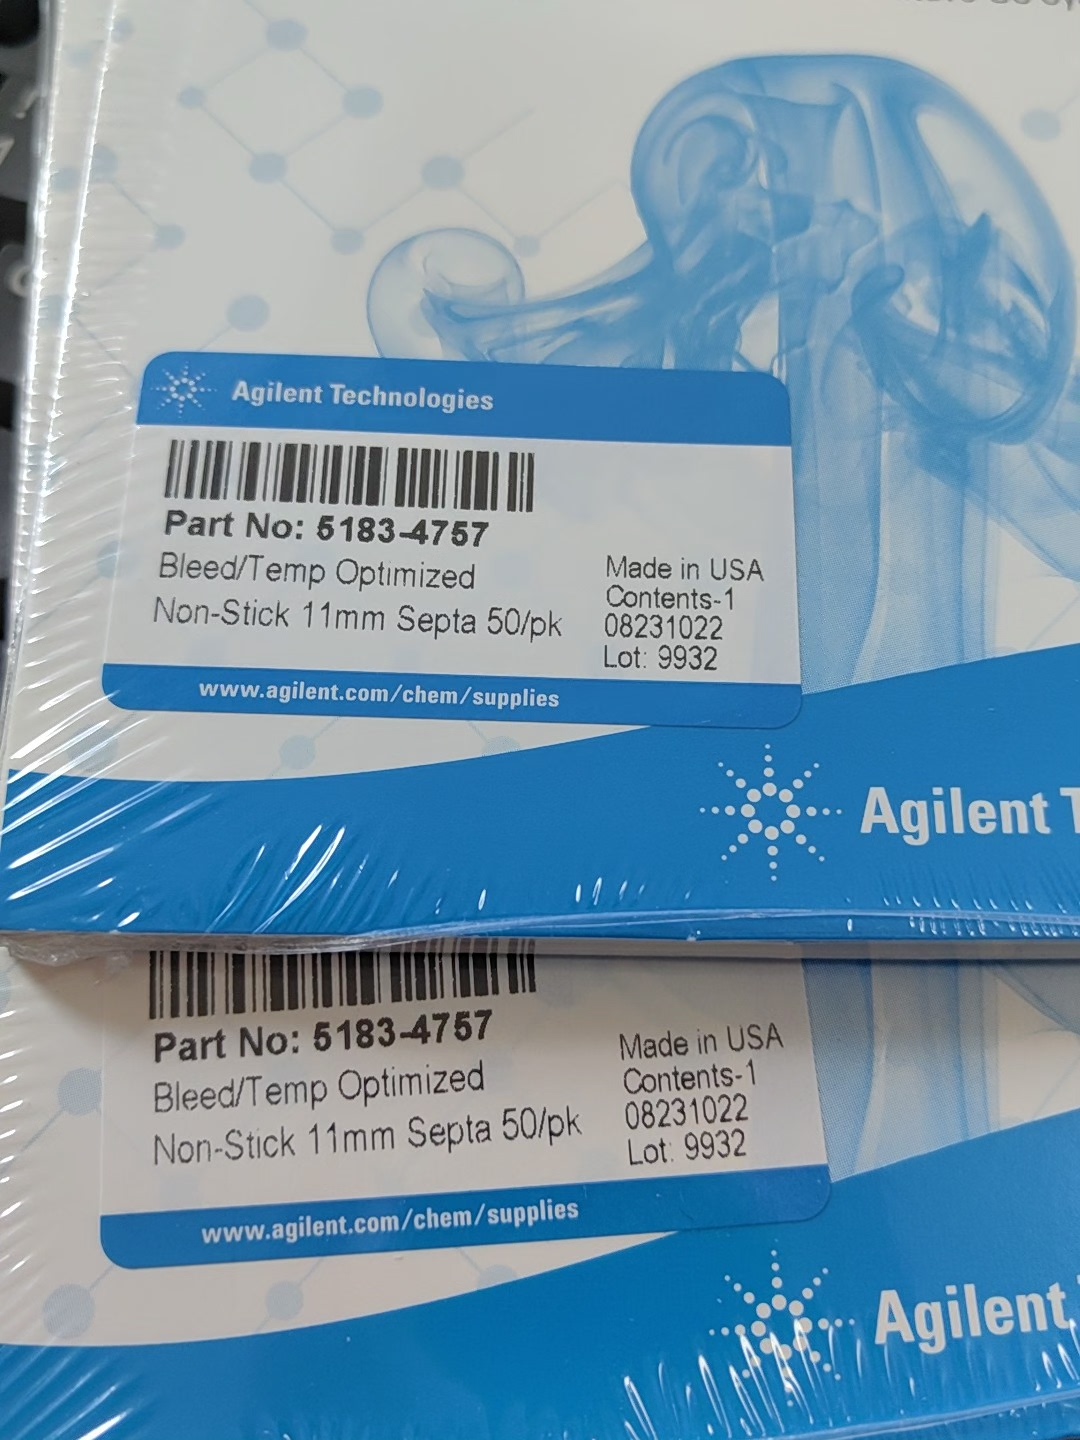 Agilent Technologies
Part No: 5183-4757
Bleed/Temp Optimized
Non-Stick 11mm Septa 50/pk
Made in USA
Contents-1
08231022
Lot: 9932
www.agilent.com/chem/supplies
Agilent T
Part No: 5183-4757
Bleed/Temp Optimized
Non-Stick 11mm Septa 50/pk
Made in USA
Contents-1
08231022
Lot: 9932
www.agilent.com/chem/supplies
Agilent